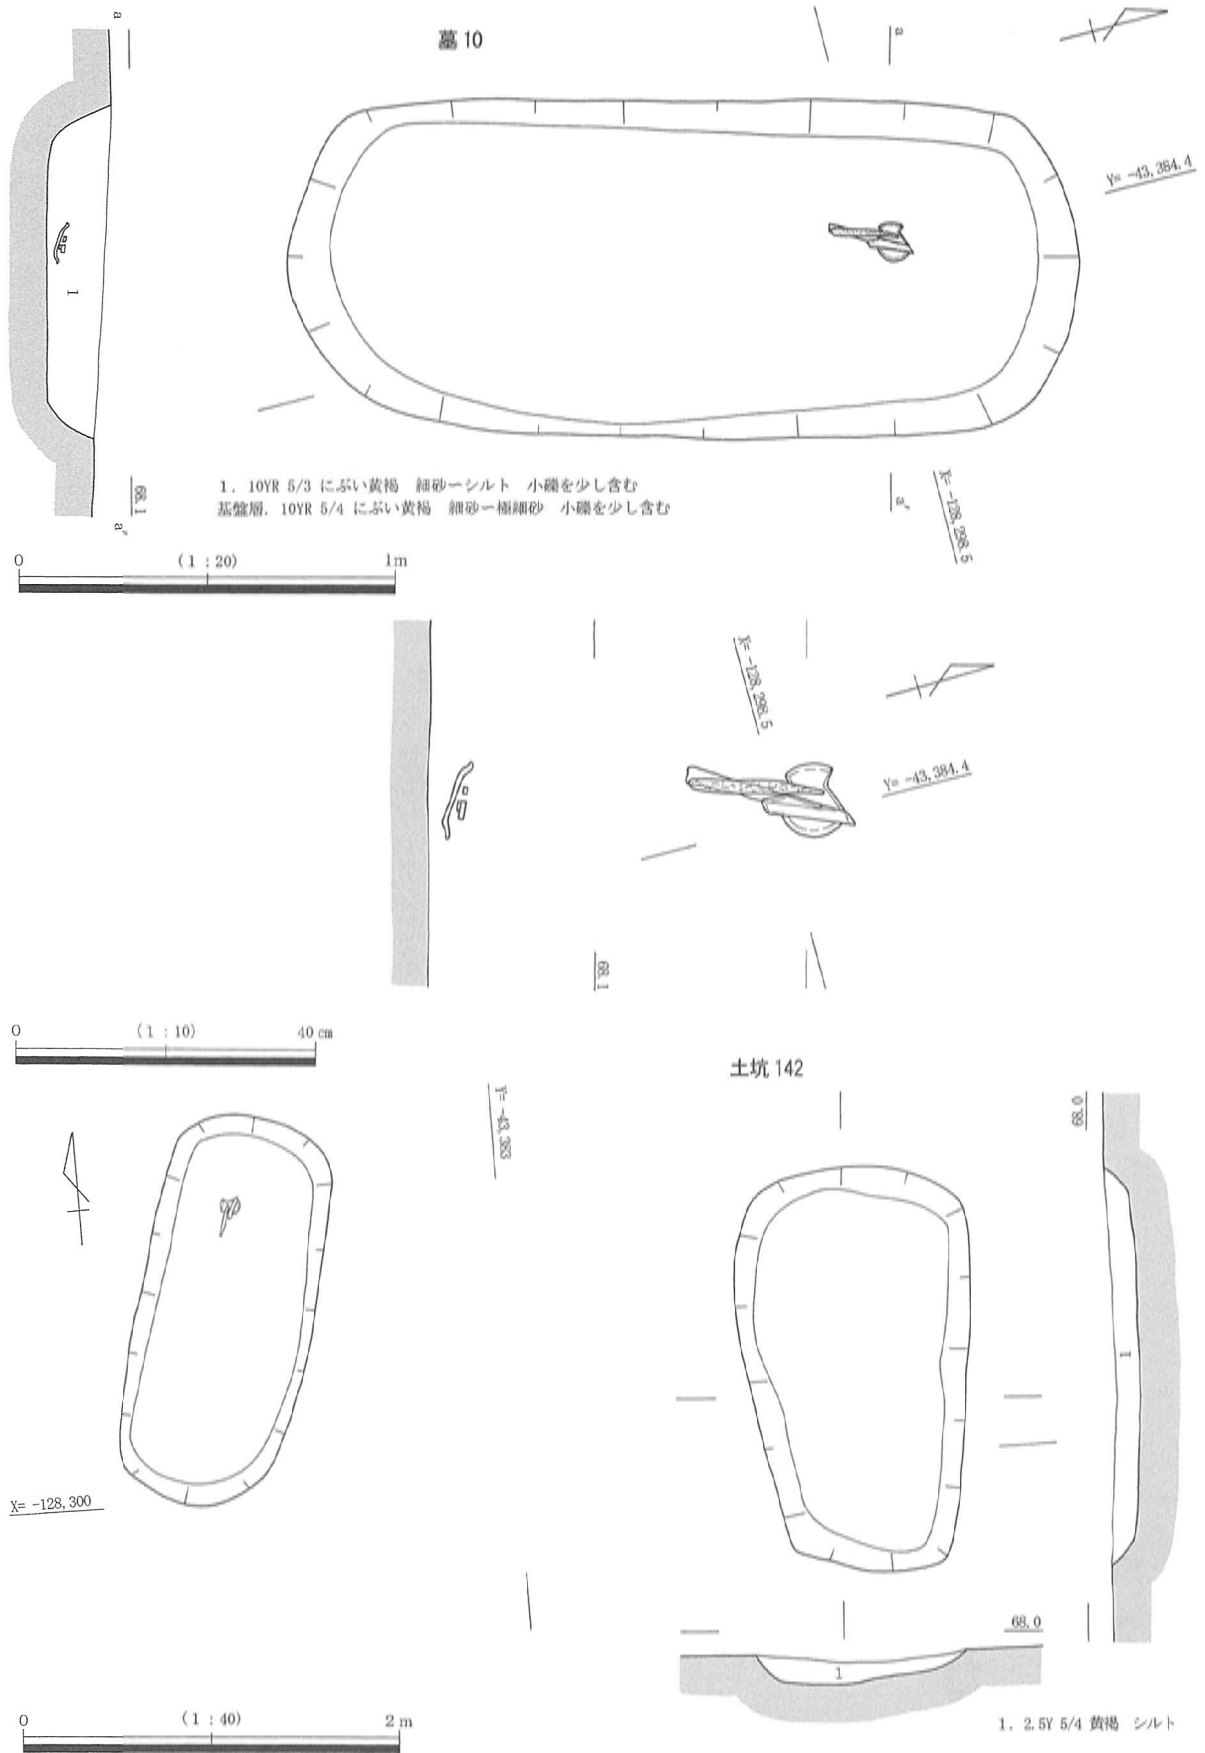 墓 10
a
a
Y= -43,384.4
1
68.1
a'
a'
X= -128,298.5
1. 10YR 5/3 にぶい黄褐 細砂～シルト 小礫を少し含む
基盤層. 10YR 5/4 にぶい黄褐 細砂～極細砂 小礫を少し含む
0 (1 : 20) 1m
X= -128,298.5
Y= -43,384.4
68.1
0 (1 : 10) 40 cm
土坑 142
Y= -43,383
68.0
1
X= -128,300
68.0
1
1. 2.5Y 5/4 黄褐 シルト
0 (1 : 40) 2 m